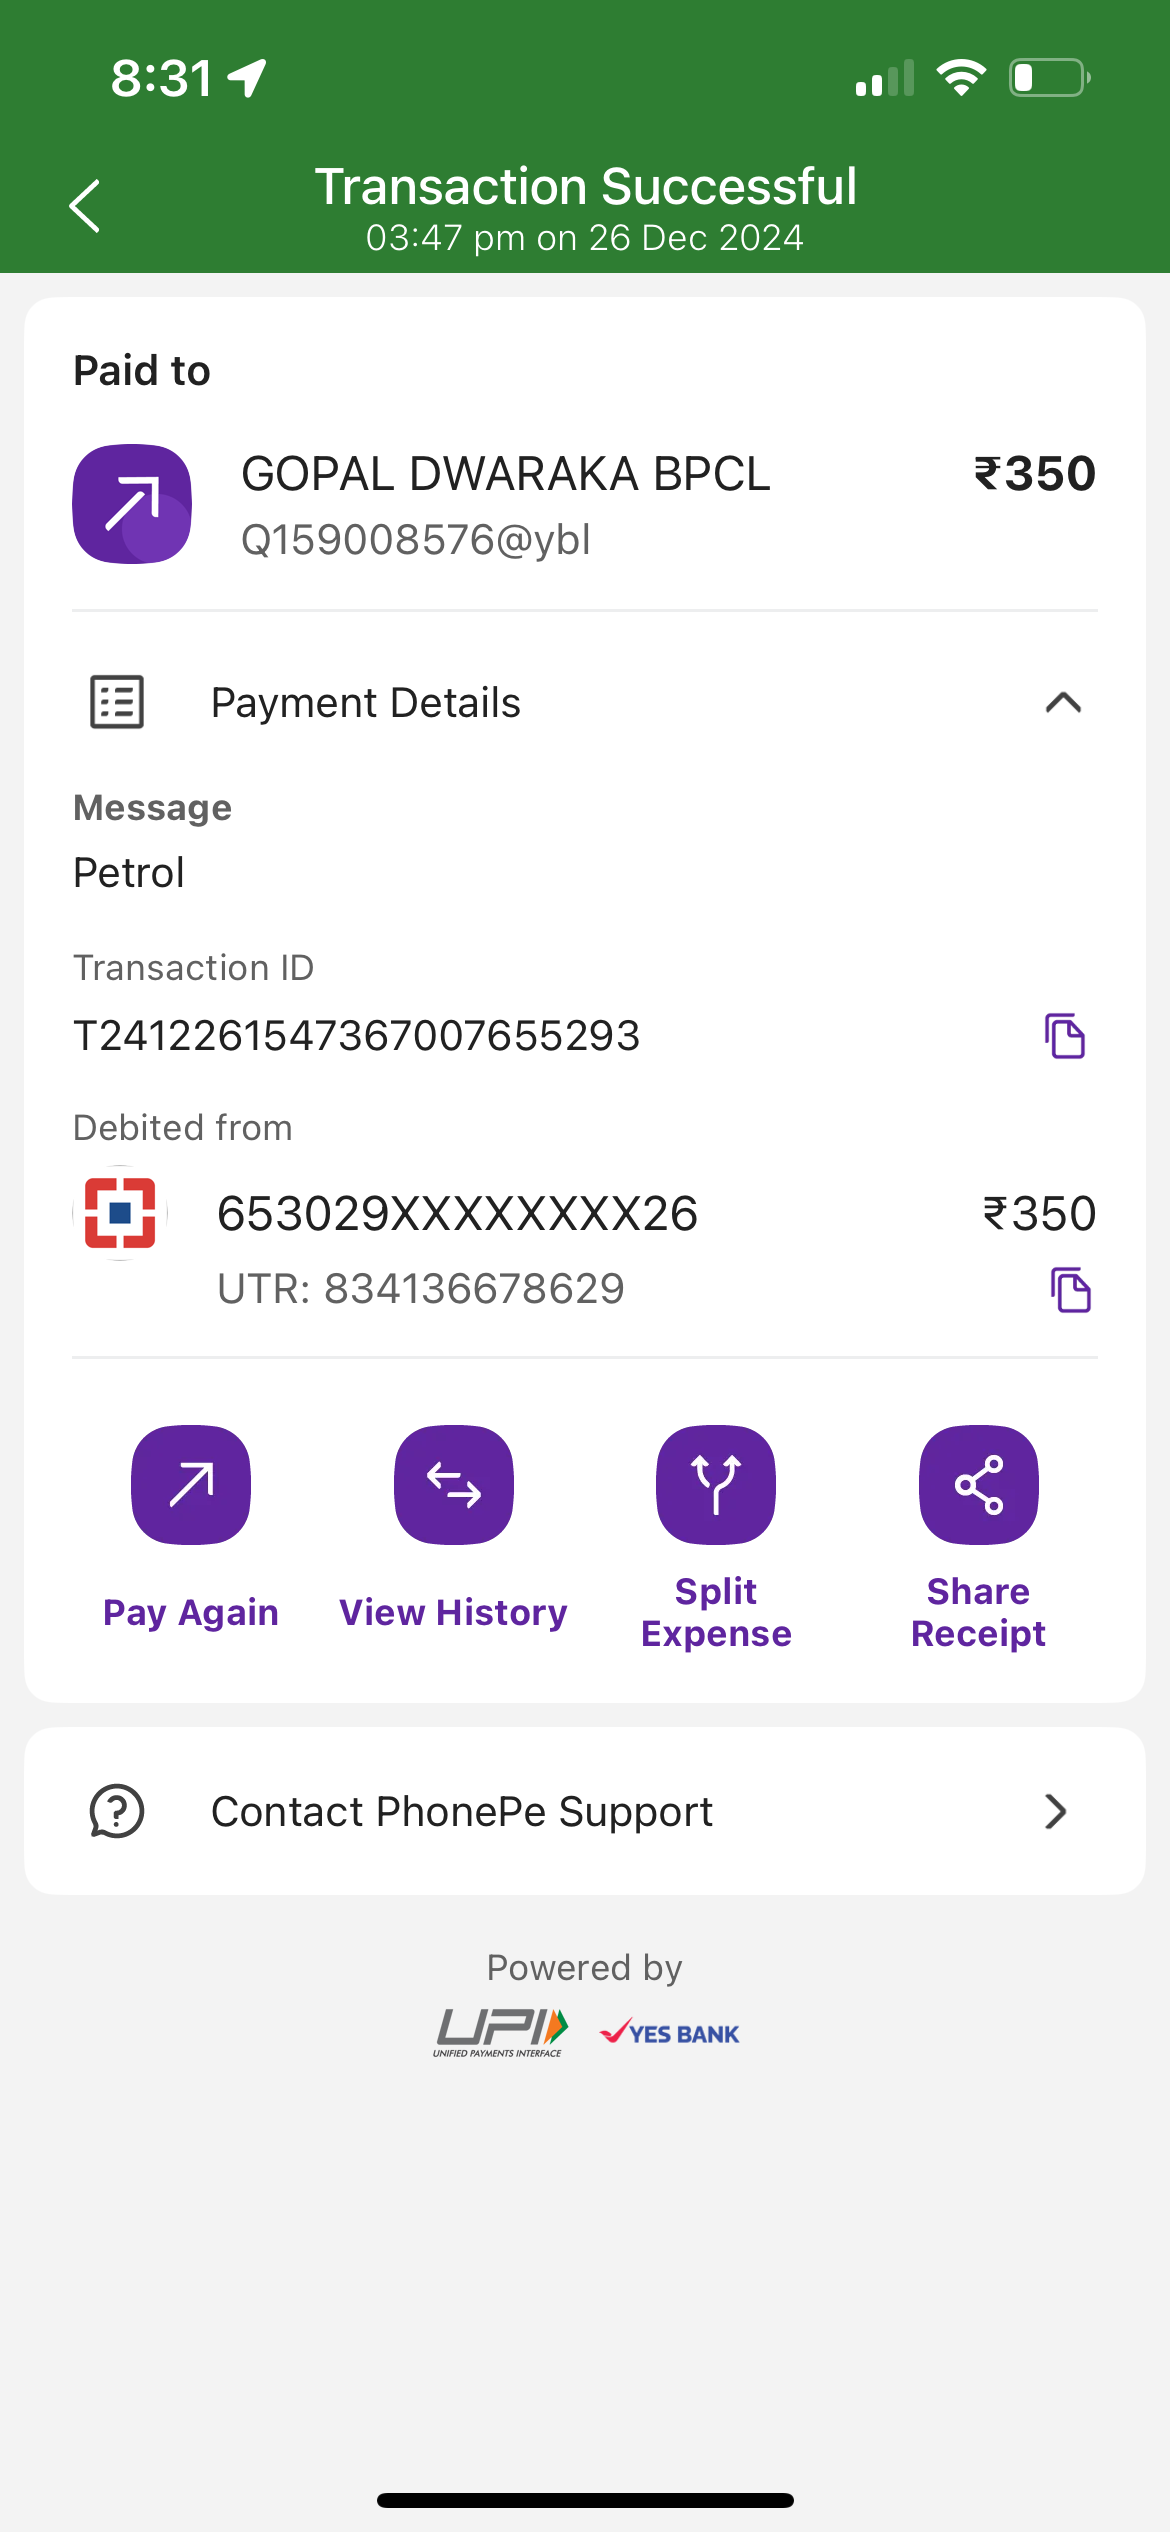 8:31
Transaction Successful
03:47 pm on 26 Dec 2024
Paid to
GOPAL DWARAKA BPCL ₹350
Q159008576@ybl
Payment Details
Message
Petrol
Transaction ID
T2412261547367007655293
Debited from
653029XXXXXXXX26 ₹350
UTR: 834136678629
Pay Again
View History
Split
Expense
Share
Receipt
Contact PhonePe Support
Powered by
UPI
UNIFIED PAYMENTS INTERFACE
YES BANK